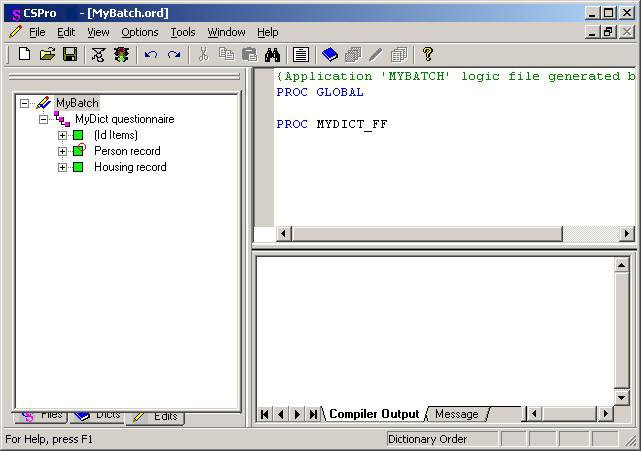 CSPro - [MyBatch.ord]
File Edit View Options Tools Window Help
MyBatch
MyDict questionnaire
(Id Items)
Person record
Housing record
Files Dicts Edits
{Application 'MYBATCH' logic file generated b
PROC GLOBAL
PROC MYDICT_FF
Compiler Output Message
For Help, press F1
Dictionary Order